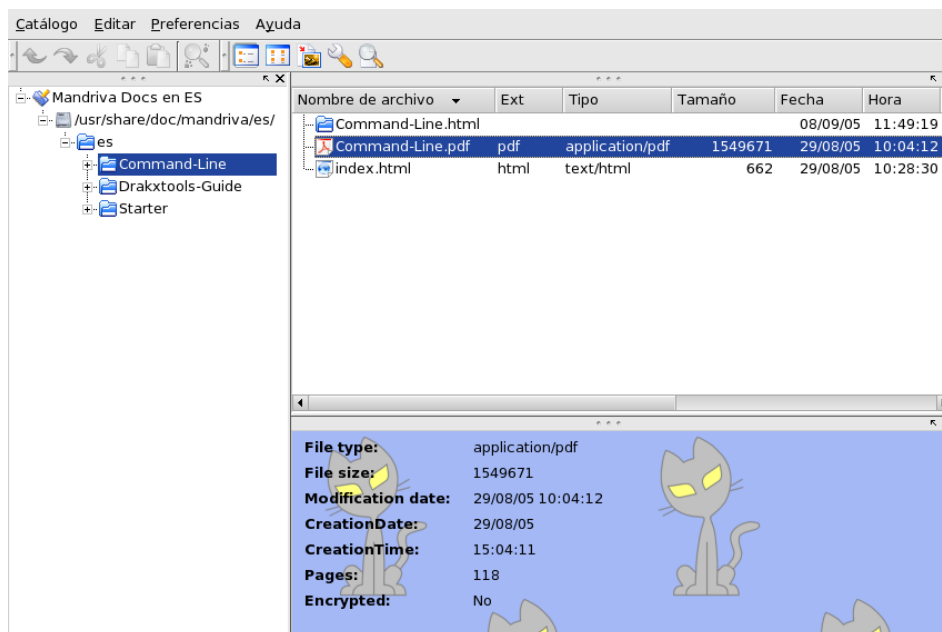 Catálogo Editar Preferencias Ayuda
Mandriva Docs en ES
/usr/share/doc/mandriva/es/
es
Command-Line
Drakxtools-Guide
Starter
Nombre de archivo Ext Tipo Tamaño Fecha Hora
Command-Line.html 08/09/05 11:49:19
Command-Line.pdf pdf application/pdf 1549671 29/08/05 10:04:12
index.html html text/html 662 29/08/05 10:28:30
File type: application/pdf
File size: 1549671
Modification date: 29/08/05 10:04:12
CreationDate: 29/08/05
CreationTime: 15:04:11
Pages: 118
Encrypted: No